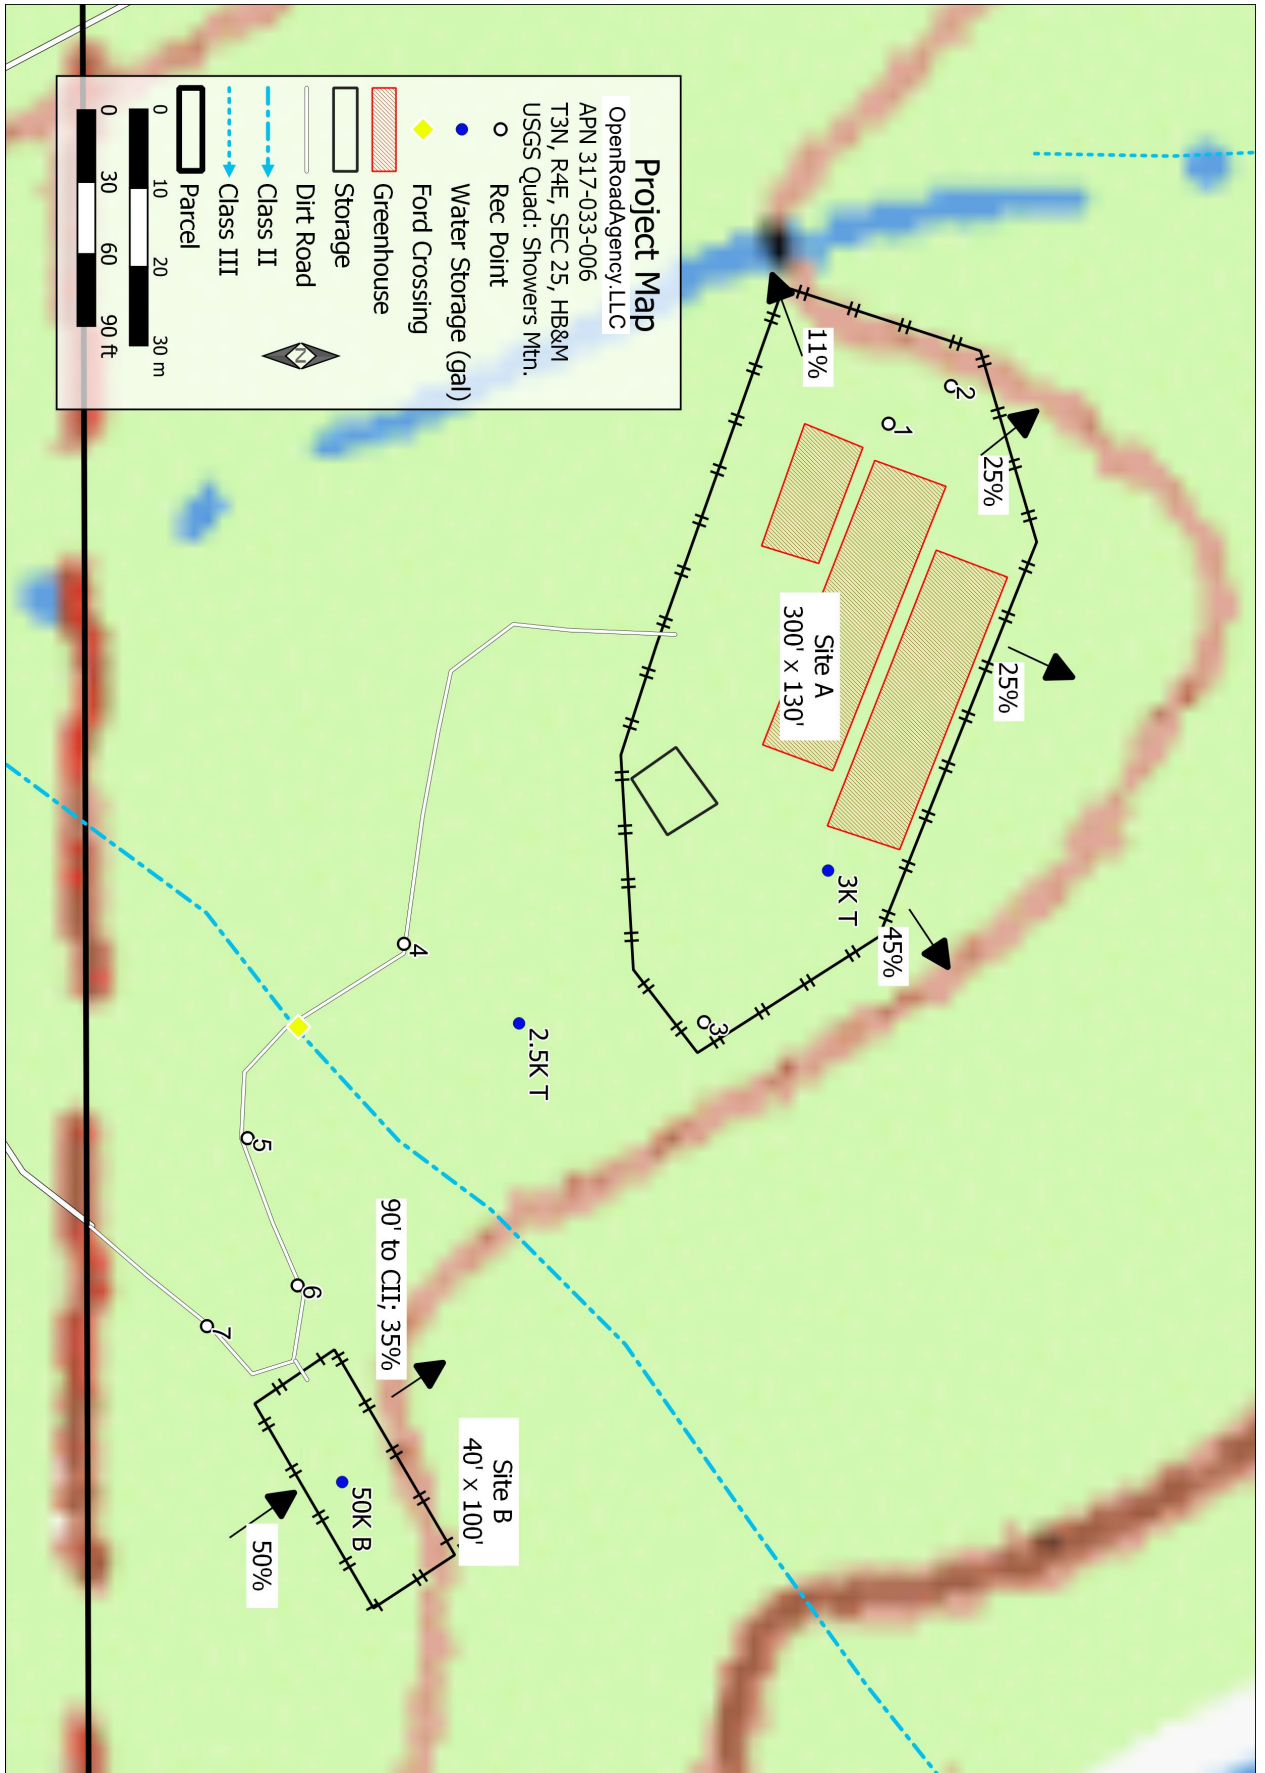 Project Map
OpenRoadAgency.LLC
APN 317-033-006
T3N, R4E, SEC 25, HB&M
USGS Quad: Showers Mtn.
Rec Point
Water Storage (gal)
Ford Crossing
Greenhouse
Storage
Dirt Road
Class II
Class III
Parcel
0 10 20 30 m
0 30 60 90 ft
N
11%
2
1
25%
25%
Site A
300' x 130'
3K T
45%
3
2.5K T
4
5
6
7
90' to CII; 35%
Site B
40' x 100'
50K B
50%